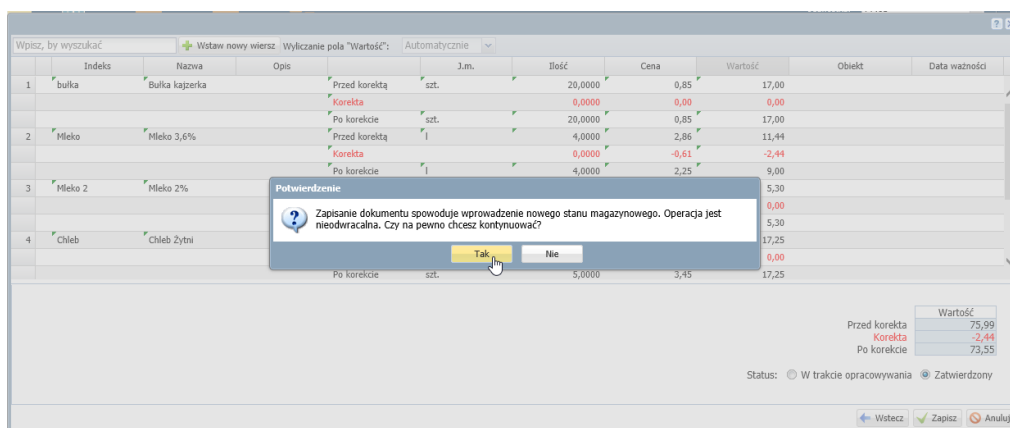 Wpisz, by wyszukać Wstaw nowy wiersz Wyliczanie pola "Wartość": Automatycznie
Indeks Nazwa Opis J.m. Ilość Cena Wartość Obiekt Data ważności
1 bułka Bułka kajzerka Przed korektą szt. 20,0000 0,85 17,00
Korekta 0,0000 0,00 0,00
Po korekcie szt. 20,0000 0,85 17,00
2 Mleko Mleko 3,6% Przed korektą l 4,0000 2,86 11,44
Korekta 0,0000 -0,61 -2,44
Po korekcie l 4,0000 2,25 9,00
3 Mleko 2 Mleko 2% 5,30
0,00
5,30
4 Chleb Chleb Żytni 17,25
0,00
Po korekcie szt. 5,0000 3,45 17,25
Potwierdzenie
Zapisanie dokumentu spowoduje wprowadzenie nowego stanu magazynowego. Operacja jest
nieodwracalna. Czy na pewno chcesz kontynuować?
Tak Nie
Wartość
Przed korekta 75,99
Korekta -2,44
Po korekcie 73,55
Status: W trakcie opracowywania Zatwierdzony
Wstecz Zapisz Anuluj